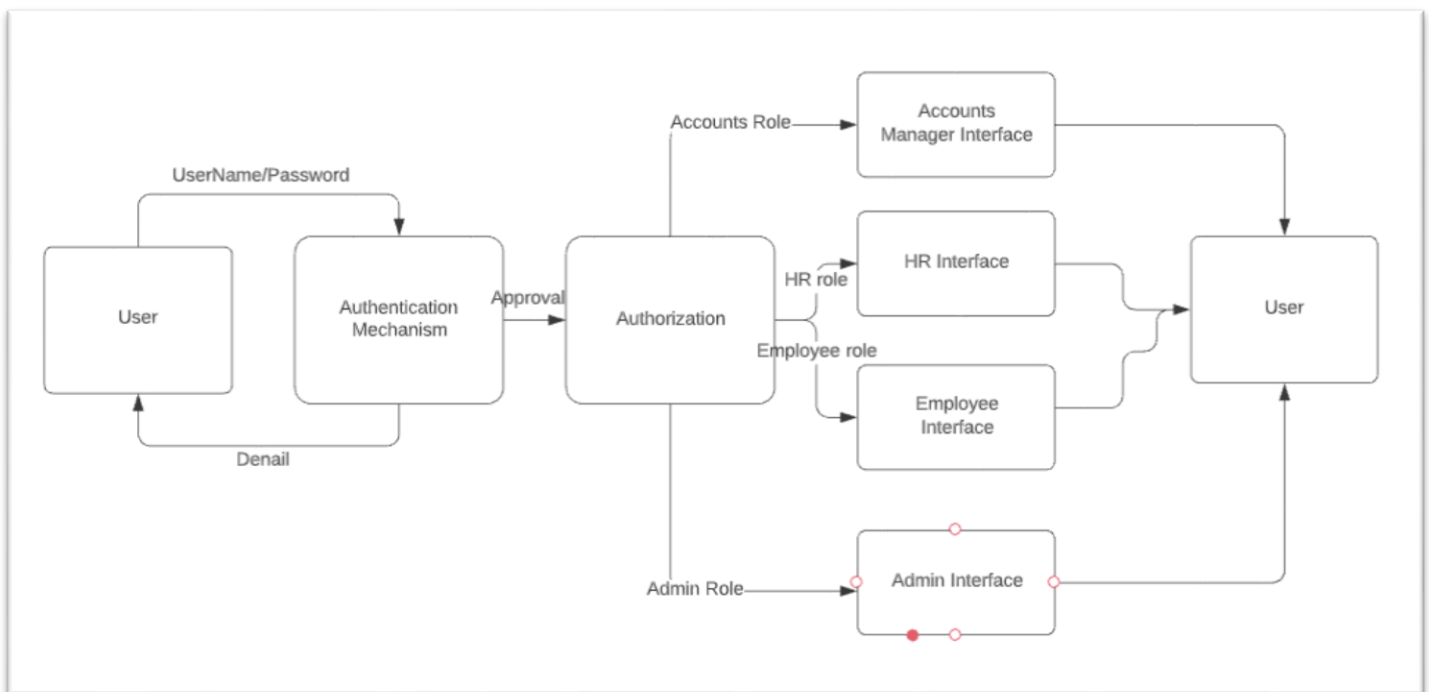 Accounts Role
Accounts
Manager Interface
UserName/Password
User
Authentication
Mechanism
Approval
Authorization
HR role
HR Interface
Employee role
Employee
Interface
User
Denail
Admin Role
Admin Interface